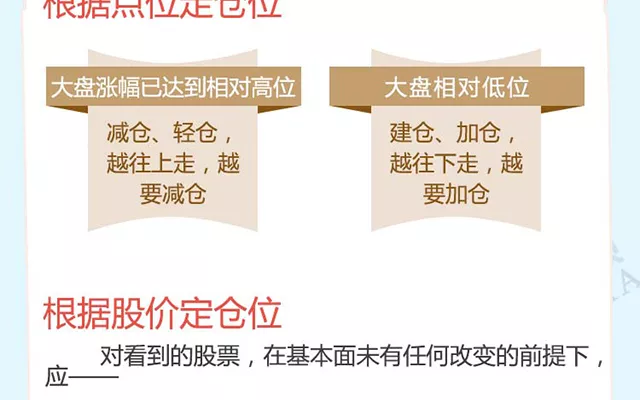 根据点位定仓位
大盘涨幅已达到相对高位
减仓、轻仓，
越往上走，越
要减仓
大盘相对低位
建仓、加仓，
越往下走，越
要加仓
根据股价定仓位
对看到的股票，在基本面未有任何改变的前提下，
应——